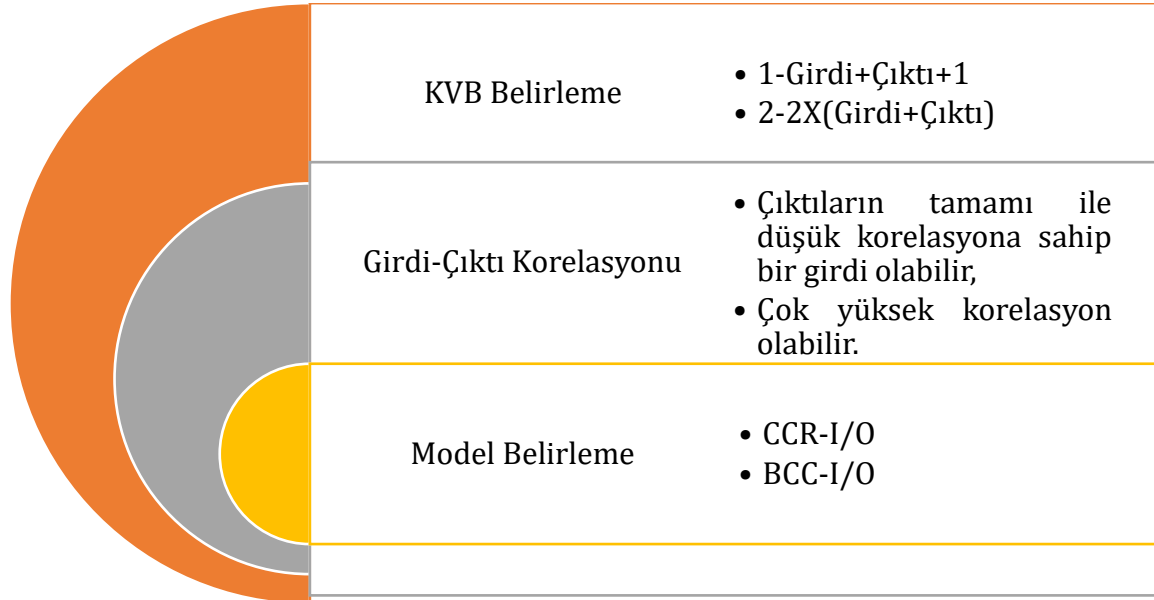 KVB Belirleme
• 1-Girdi+Çıktı+1
• 2-2X(Girdi+Çıktı)
Girdi-Çıktı Korelasyonu
• Çıktıların tamamı ile
düşük korelasyona sahip
bir girdi olabilir,
• Çok yüksek korelasyon
olabilir.
Model Belirleme
• CCR-I/O
• BCC-I/O